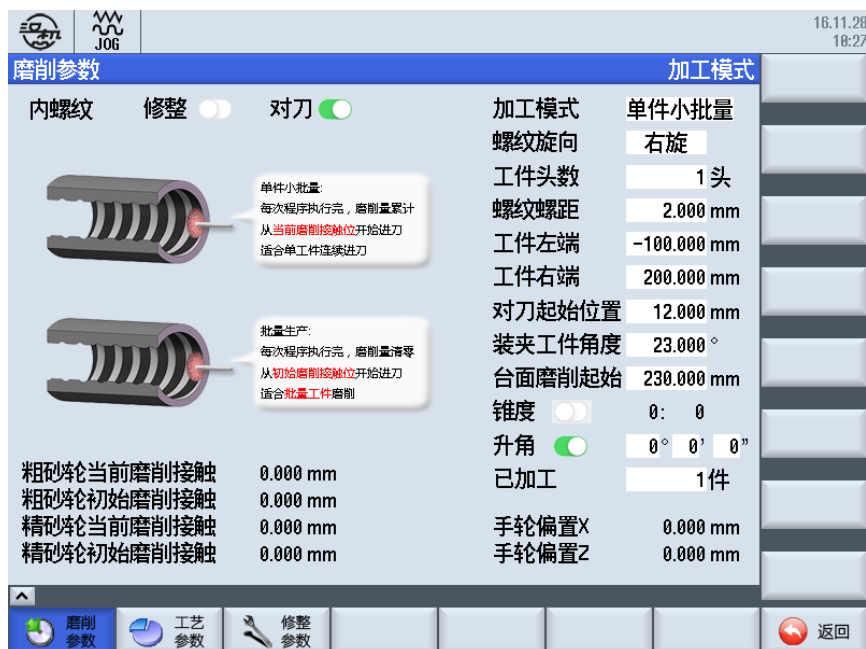 汉机
JOG
16.11.28
18:27
磨削参数 加工模式
内螺纹 修整 对刀
单件小批量:
每次程序执行完，磨削量累计
从当前磨削接触位开始进刀
适合单工件连续进刀
批量生产:
每次程序执行完，磨削量清零
从初始磨削接触位开始进刀
适合批量工件磨削
粗砂轮当前磨削接触 0.000 mm
粗砂轮初始磨削接触 0.000 mm
精砂轮当前磨削接触 0.000 mm
精砂轮初始磨削接触 0.000 mm
加工模式 单件小批量
螺纹旋向 右旋
工件头数 1 头
螺纹螺距 2.000 mm
工件左端 -100.000 mm
工件右端 200.000 mm
对刀起始位置 12.000 mm
装夹工件角度 23.000 °
台面磨削起始 230.000 mm
锥度 0: 0
升角 0° 0' 0"
已加工 1件
手轮偏置X 0.000 mm
手轮偏置Z 0.000 mm
磨削
参数
工艺
参数
修整
参数
返回